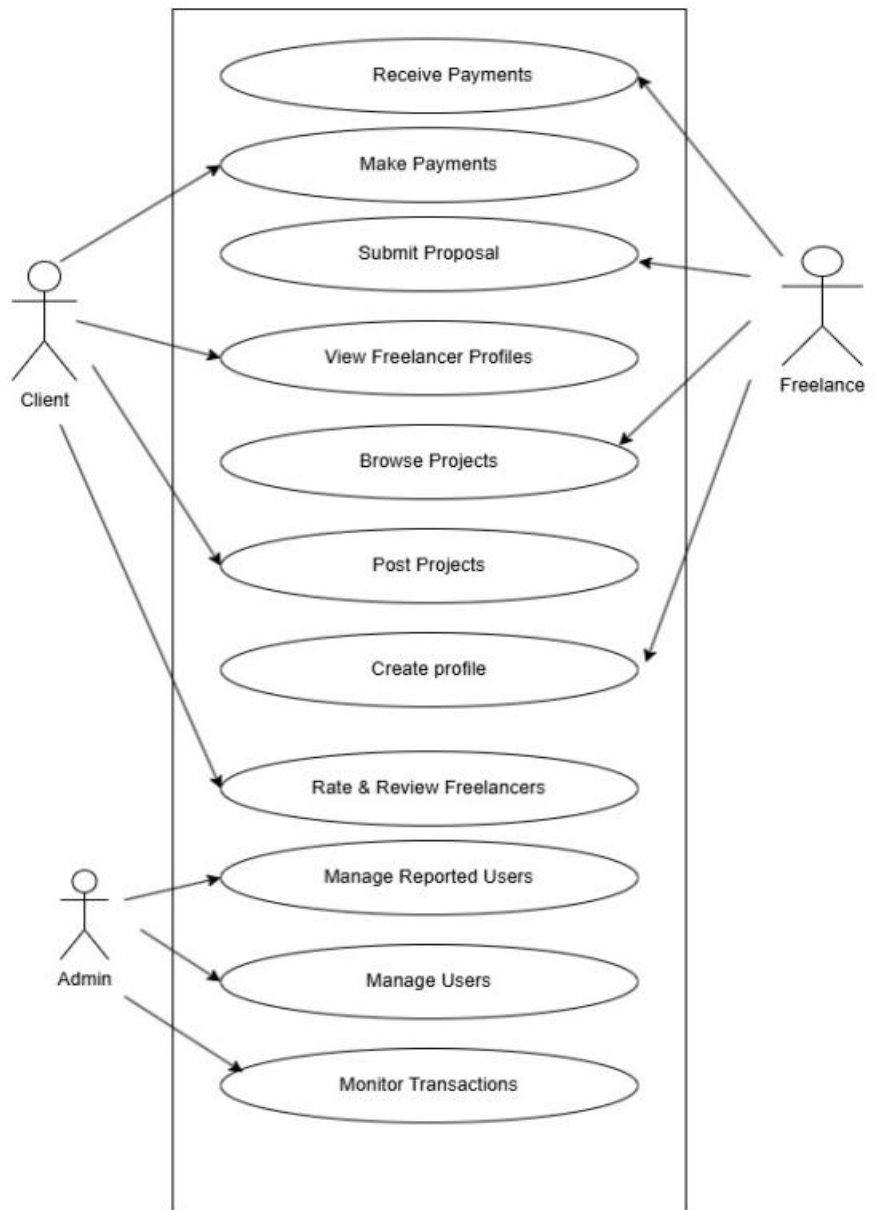 Receive Payments
Make Payments
Submit Proposal
View Freelancer Profiles
Client
Freelance
Browse Projects
Post Projects
Create profile
Rate & Review Freelancers
Manage Reported Users
Admin
Manage Users
Monitor Transactions